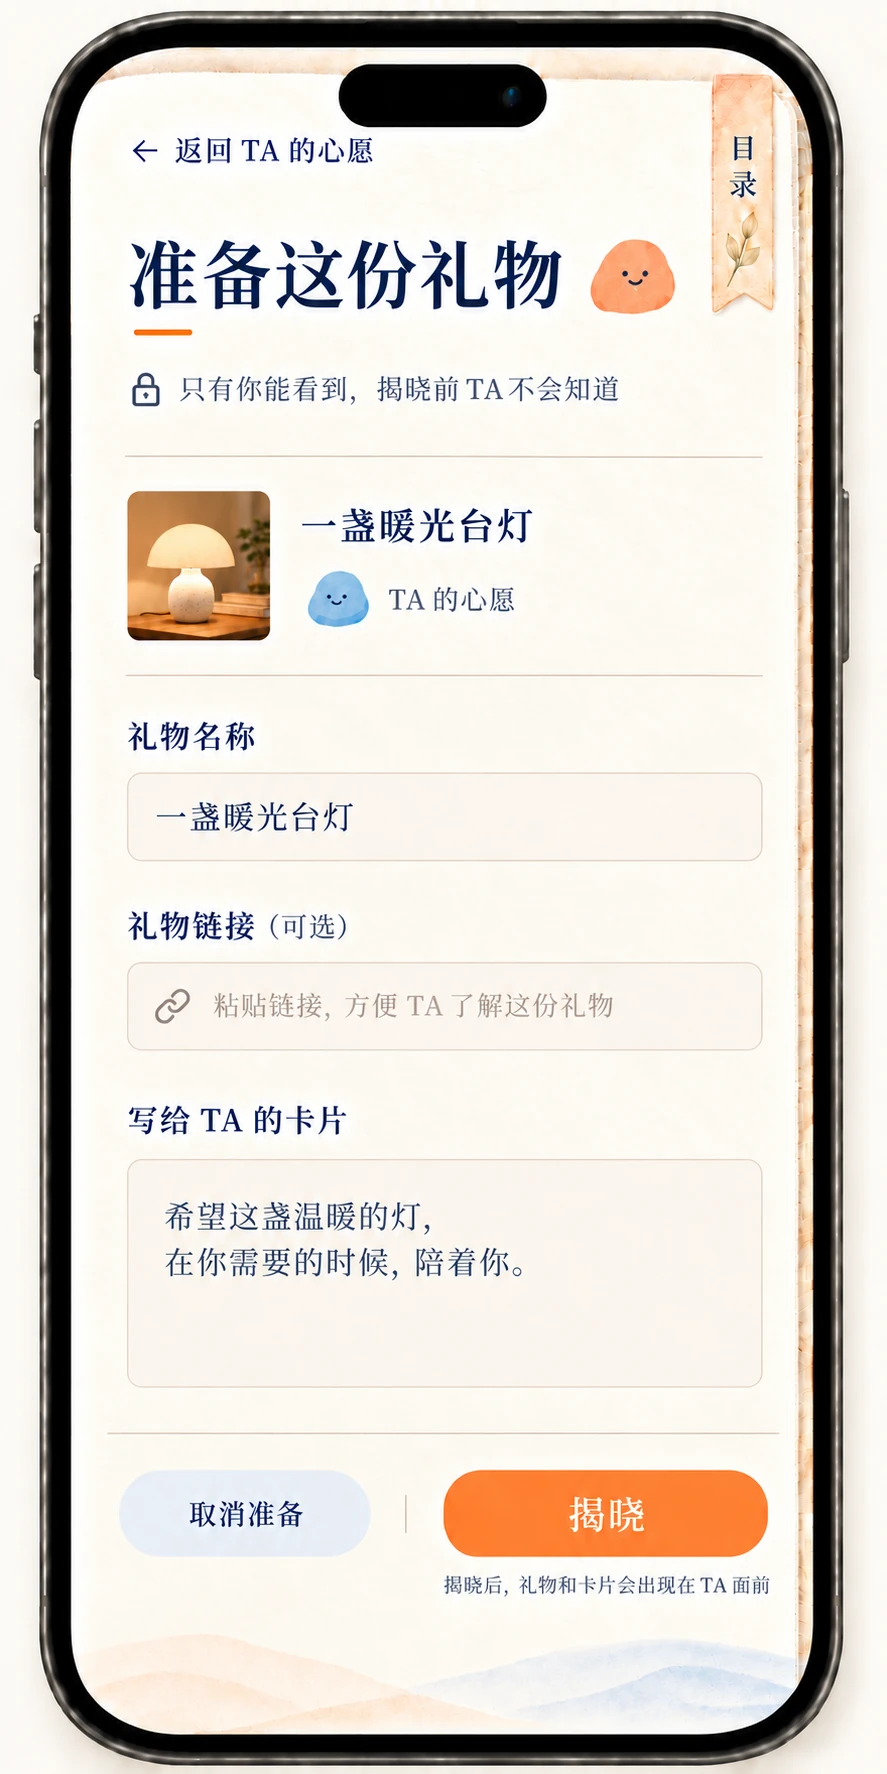 ← 返回 TA 的心愿
目录
准备这份礼物
只有你能看到，揭晓前 TA 不会知道
一盏暖光台灯
TA 的心愿
礼物名称
一盏暖光台灯
礼物链接（可选）
粘贴链接，方便 TA 了解这份礼物
写给 TA 的卡片
希望这盏温暖的灯，
在你需要的时候，陪着你。
取消准备
揭晓
揭晓后，礼物和卡片会出现在 TA 面前